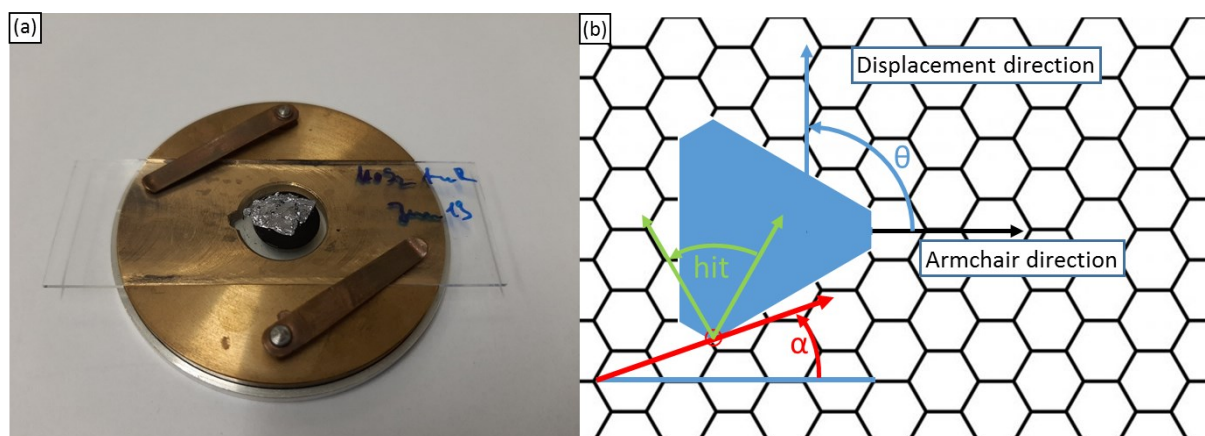 (a)
(b)
Displacement direction
θ
Armchair direction
hit
α